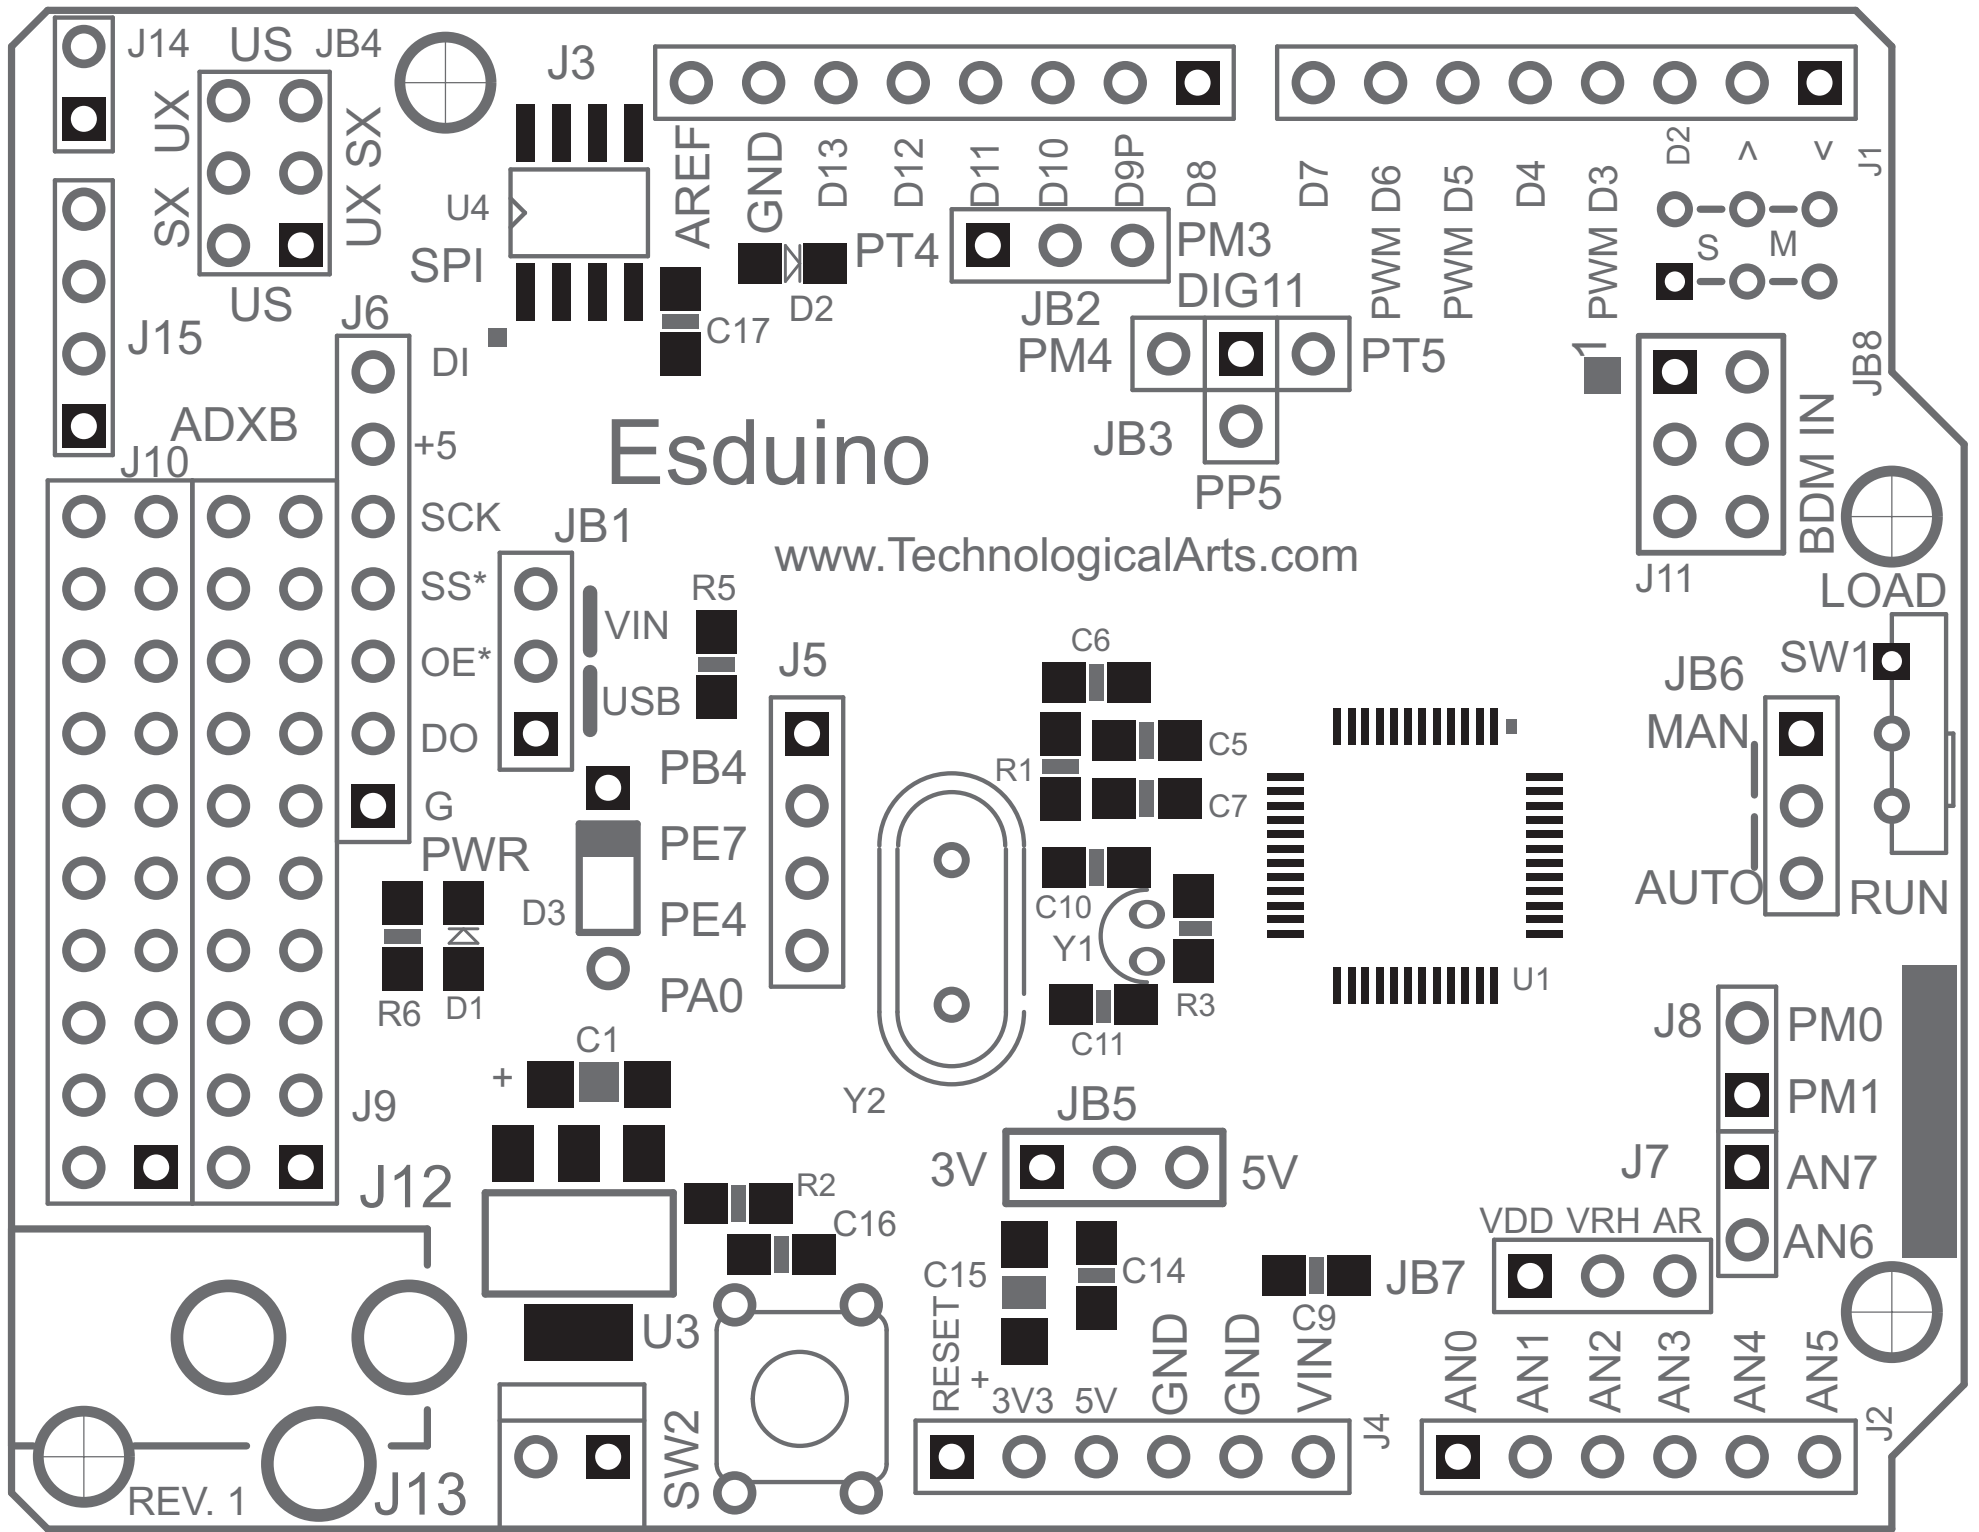 J14
US
JB4
UX
SX
SX
UX
US
J15
ADXB
J10
J3
U4
SPI
J6
DI
+5
SCK
SS*
OE*
DO
G
PWR
AREF
GND
D13
D12
D11
D10
D9P
D8
D7
PWM D6
PWM D5
D4
PWM D3
D2
>
<
J1
S
M
JB8
D2
C17
PT4
PM3
JB2
DIG11
PM4
PT5
JB3
PP5
1
BDM IN
J11
Esduino
www.TechnologicalArts.com
JB1
VIN
USB
R5
J5
PB4
PE7
PE4
PA0
D3
R6
D1
C1
+
C6
C5
R1
C7
C10
Y1
R3
C11
Y2
U1
LOAD
SW1
JB6
MAN
AUTO
RUN
J8
PM0
PM1
J7
AN7
AN6
J9
J12
JB5
3V
5V
R2
C16
C15
C14
C9
JB7
VDD VRH AR
U3
SW2
J13
REV. 1
RESET
+
3V3
5V
GND
GND
VIN
J4
AN0
AN1
AN2
AN3
AN4
AN5
J2